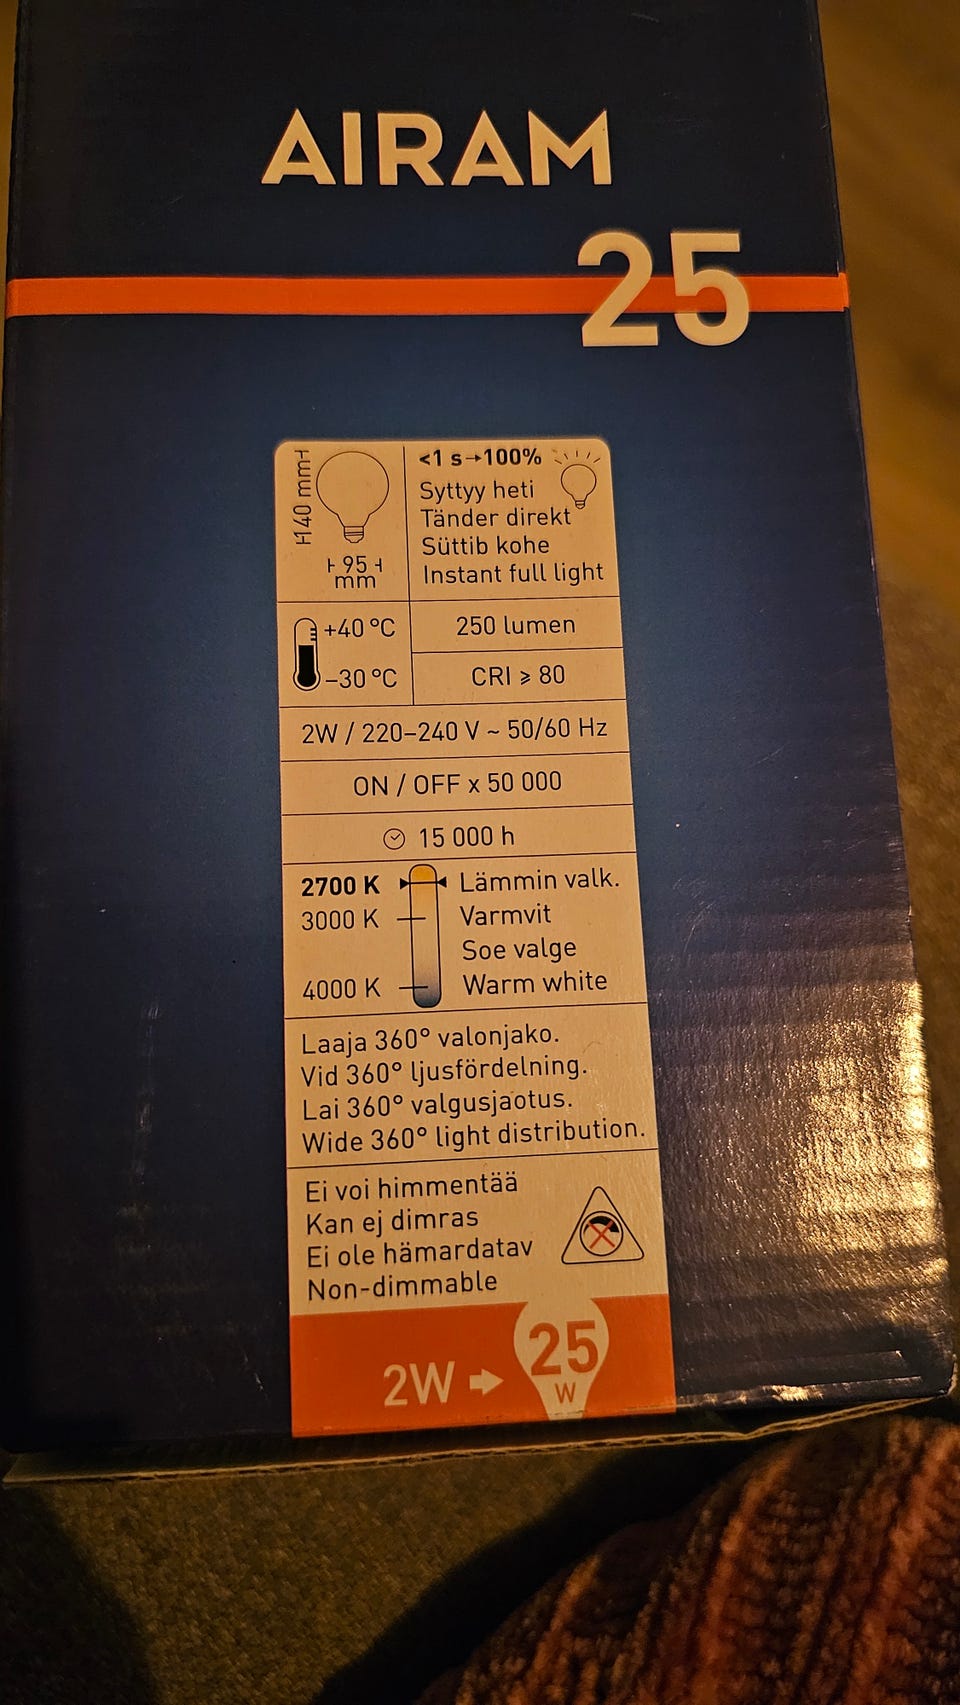 AIRAM
25
140 mm
95
mm
<1 s→100%
Syttyy heti
Tänder direkt
Süttib kohe
Instant full light
+40 °C
–30 °C
250 lumen
CRI ⩾ 80
2W / 220–240 V ~ 50/60 Hz
ON / OFF x 50 000
15 000 h
2700 K
3000 K
4000 K
Lämmin valk.
Varmvit
Soe valge
Warm white
Laaja 360° valonjako.
Vid 360° ljusfördelning.
Lai 360° valgusjaotus.
Wide 360° light distribution.
Ei voi himmentää
Kan ej dimras
Ei ole hämardatav
Non-dimmable
2W → 25
W